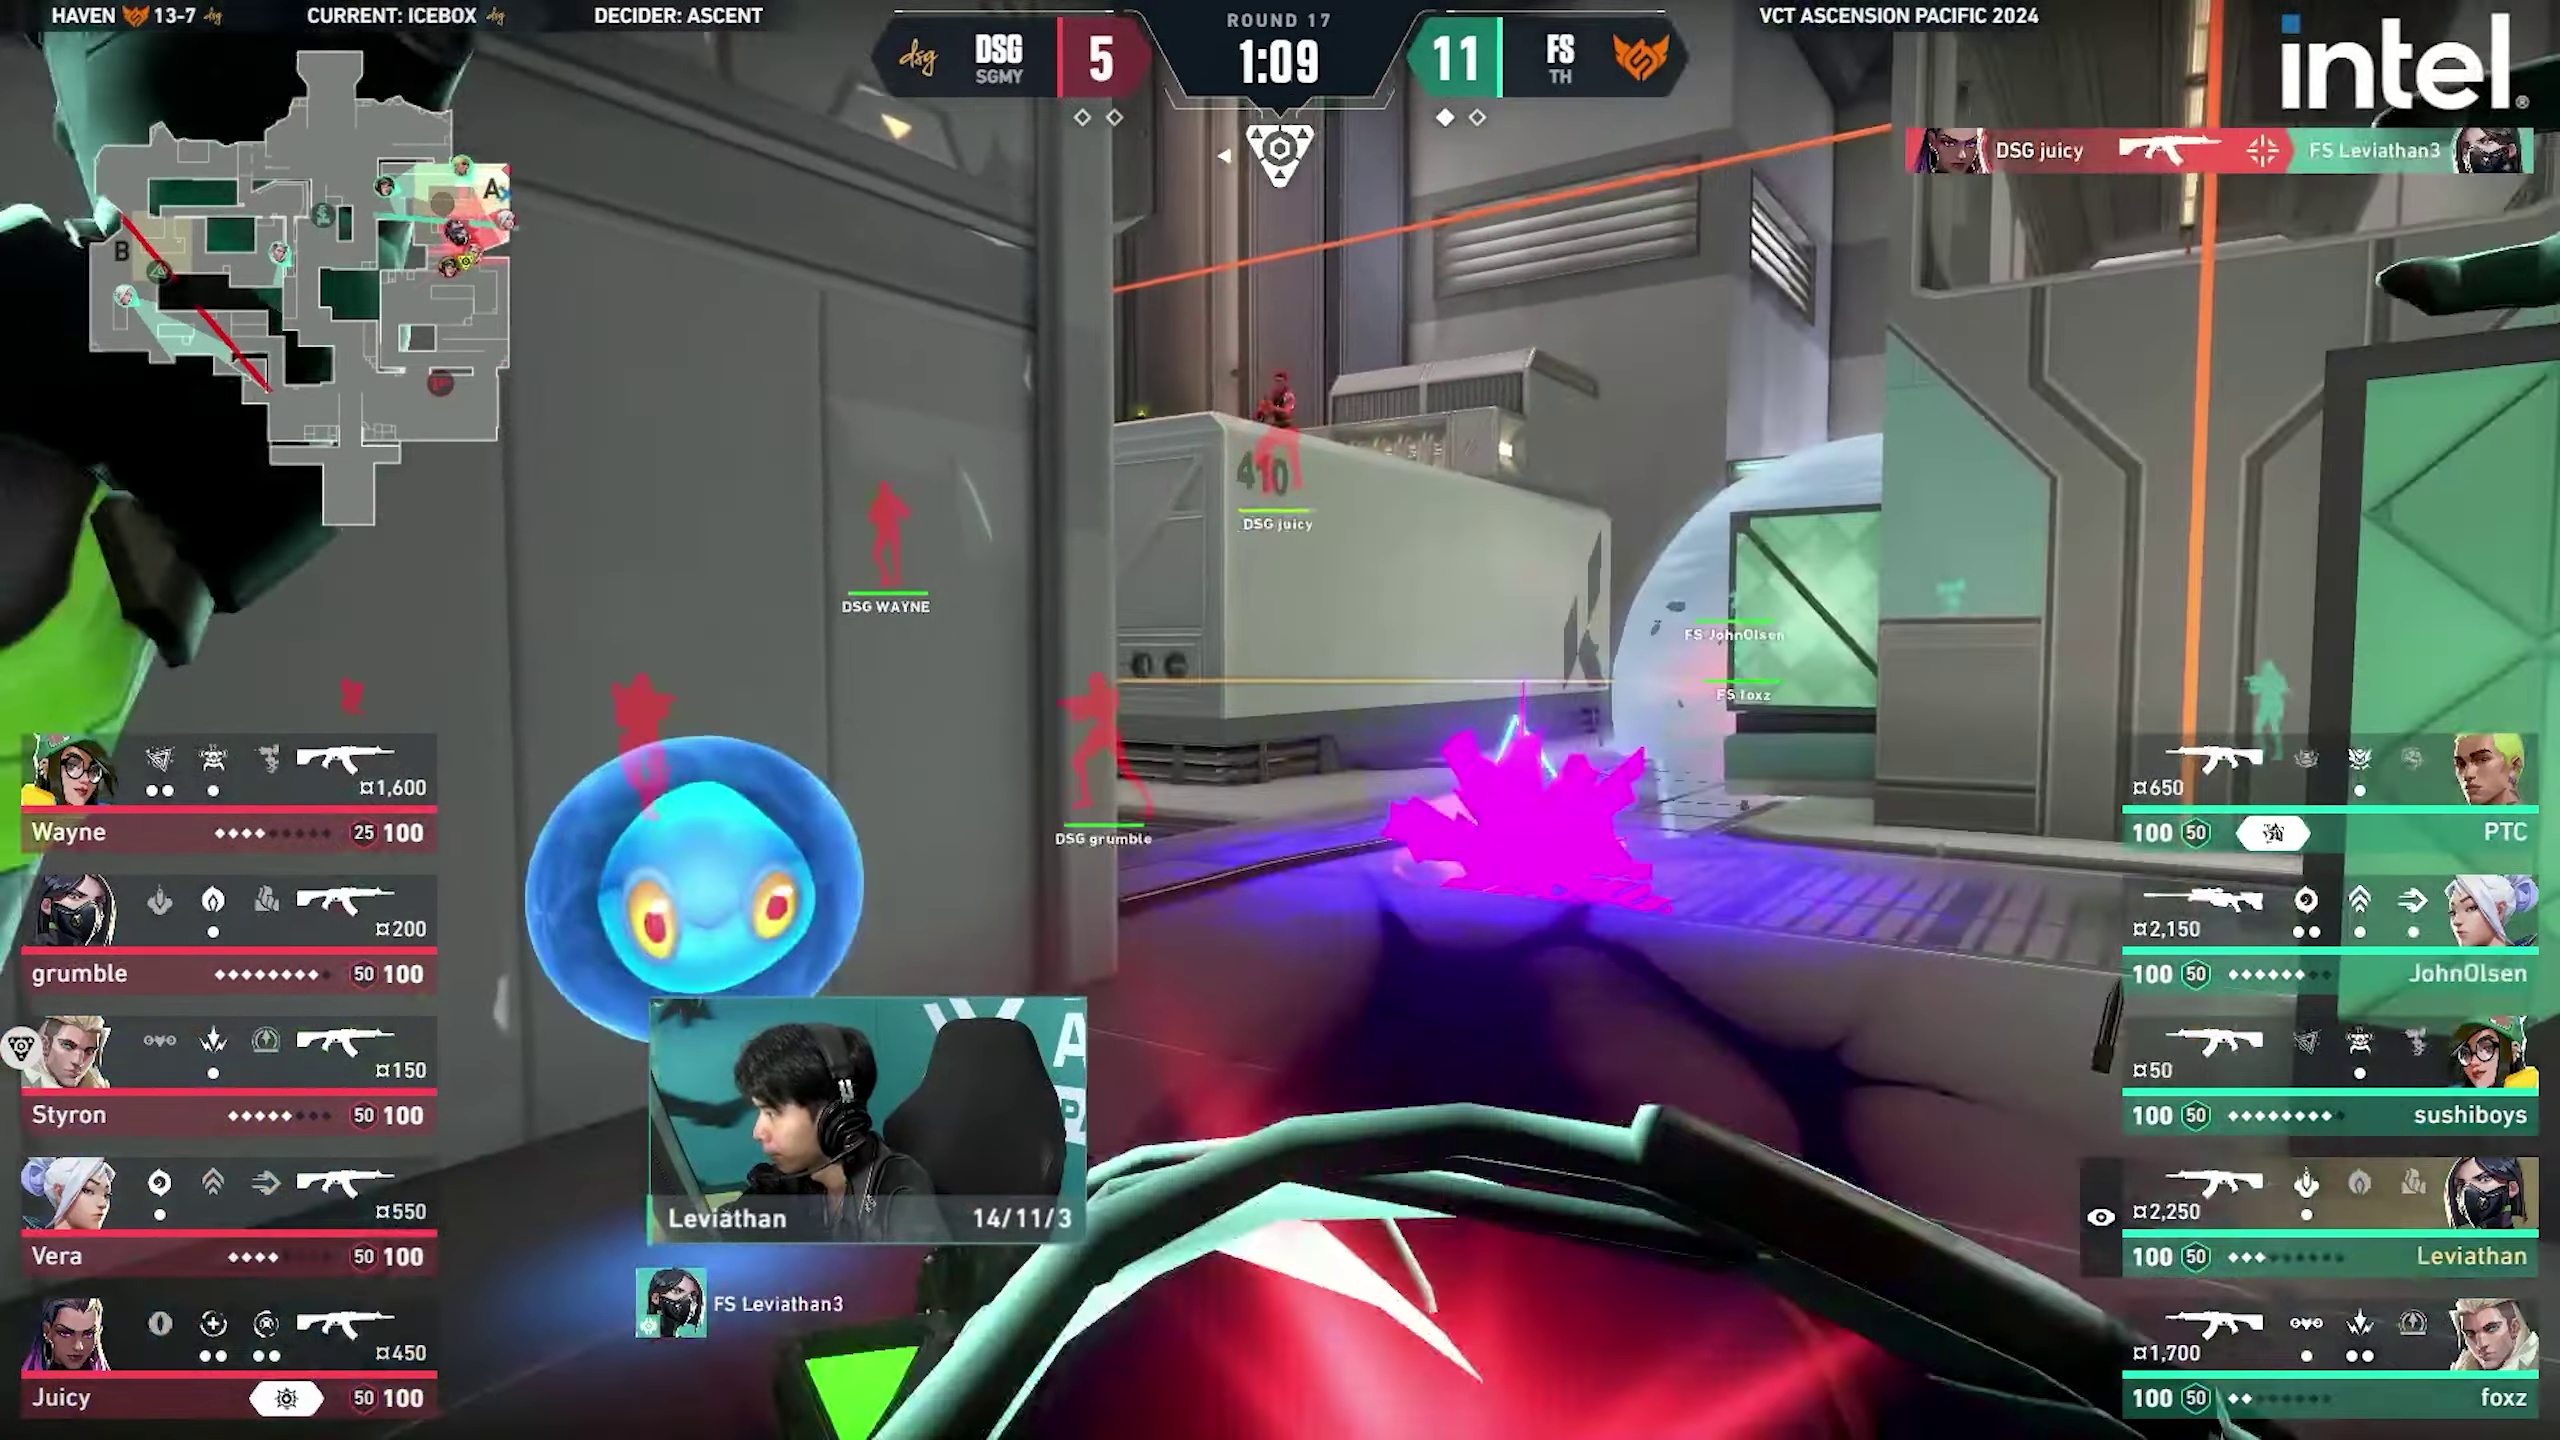 HAVEN 13-7 dsg
CURRENT: ICEBOX dsg
DECIDER: ASCENT
dsg DSG SGMY 5
ROUND 17
1:09
11 FS TH
VCT ASCENSION PACIFIC 2024
intel
DSG juicy FS Leviathan3
A
B
410
DSG juicy
DSG WAYNE
FS JohnOlsen
FS foxz
DSG grumble
1,600
Wayne 25 100
200
grumble 50 100
150
Styron 50 100
550
Vera 50 100
450
Juicy 50 100
650
100 50 PTC
2,150
100 50 JohnOlsen
50
100 50 sushiboys
2,250
100 50 Leviathan
1,700
100 50 foxz
A
Leviathan 14/11/3
FS Leviathan3